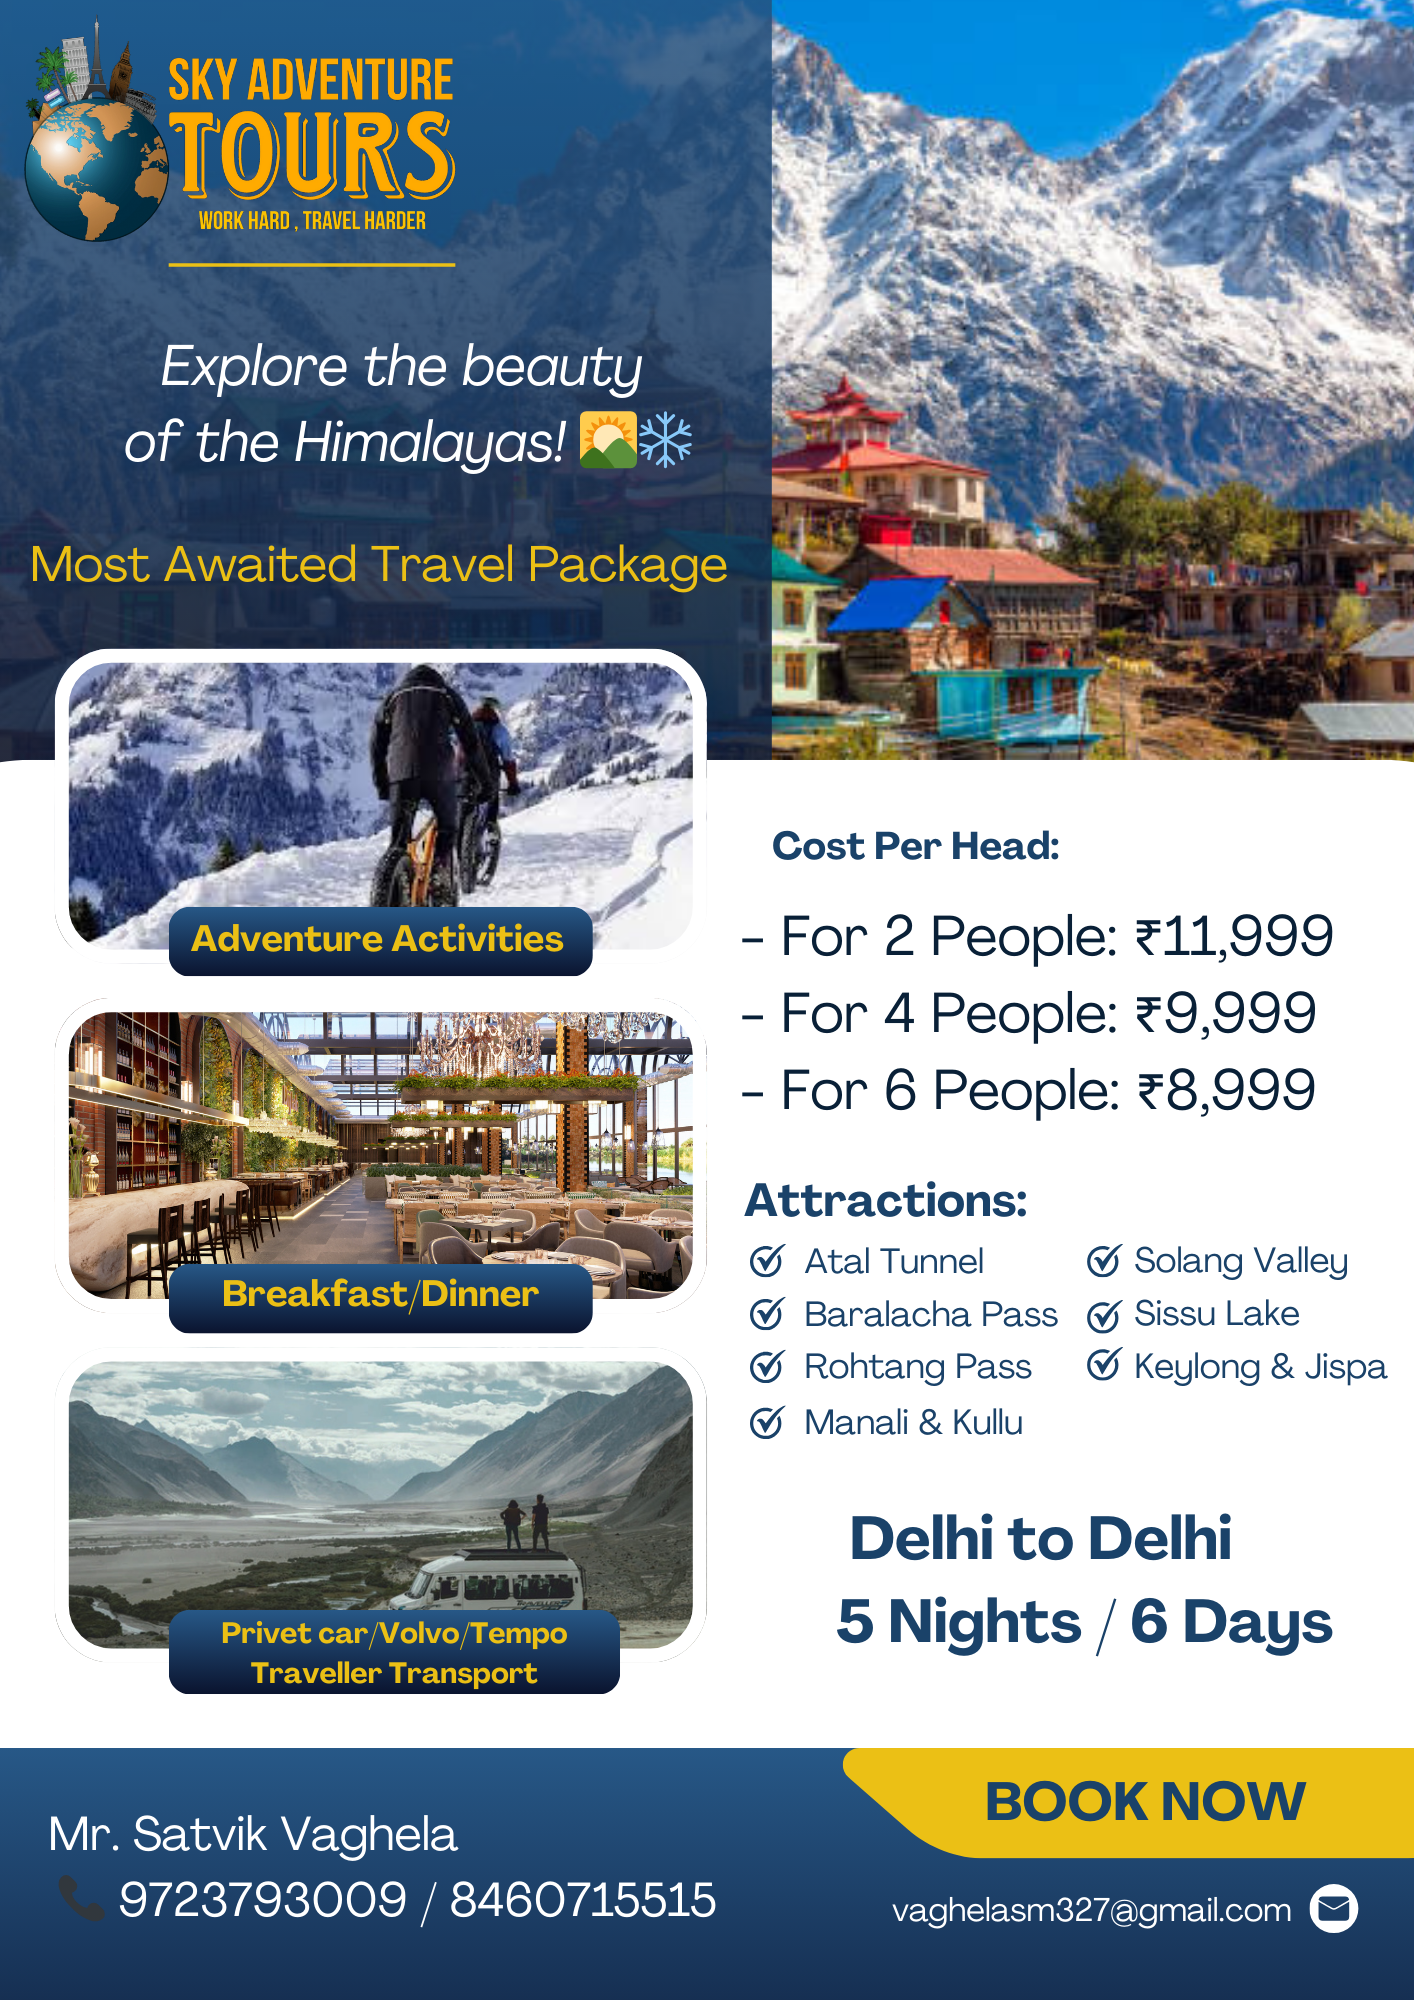 SKY ADVENTURE
TOURS
WORK HARD , TRAVEL HARDER
Explore the beauty
of the Himalayas! 🌄❄️
Most Awaited Travel Package
Adventure Activities
Breakfast/Dinner
Privet car/Volvo/Tempo
Traveller Transport
Cost Per Head:
- For 2 People: ₹11,999
- For 4 People: ₹9,999
- For 6 People: ₹8,999
Attractions:
Atal Tunnel
Baralacha Pass
Rohtang Pass
Manali & Kullu
Solang Valley
Sissu Lake
Keylong & Jispa
Delhi to Delhi
5 Nights / 6 Days
BOOK NOW
Mr. Satvik Vaghela
📞 9723793009 / 8460715515
vaghelasm327@gmail.com